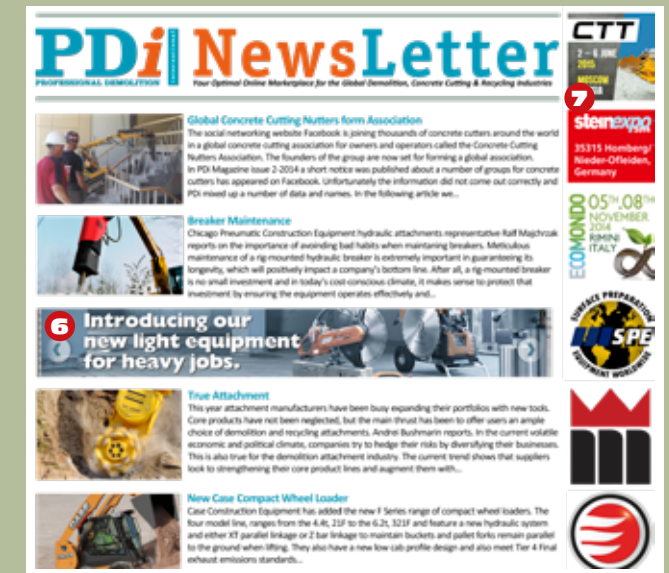 PDi NewsLetter
PROFESSIONAL DEMOLITION INTERNATIONAL
Your Optimal Online Marketplace for the Global Demolition, Concrete Cutting & Recycling Industries
Global Concrete Cutting Nutters form Association
The social networking website Facebook is joining thousands of concrete cutters around the world
in a global concrete cutting association for owners and operators called the Concrete Cutting
Nutters Association. The founders of the group are now set for forming a global association.
In PDi Magazine issue 2-2014 a short notice was published about a number of groups for concrete
cutters has appeared on Facebook. Unfortunately the information did not come out correctly and
PDi mixed up a number of data and names. In the following article we...
Breaker Maintenance
Chicago Pneumatic Construction Equipment hydraulic attachments representative Ralf Majchrzak
reports on the importance of avoinding bad habits when maintaning breakers. Meticulous
maintenance of a rig-mounted hydraulic breaker is extremely important in guaranteeing its
longevity, which will positively impact a company's bottom line. After all, a rig-mounted breaker
is no small investment and in today's cost-conscious climate, it makes sense to protect that
investment by ensuring the equipment operates effectively and...
6
Introducing our
new light equipment
for heavy jobs.
True Attachment
This year attachment manufacturers have been busy expanding their portfolios with new tools.
Core products have not been neglected, but the main thrust has been to offer users an ample
choice of demolition and recycling attachments. Andrei Bushmarin reports. In the current volatile
economic and political climate, companies try to hedge their risks by diversifying their businesses.
This is also true for the demolition attachment industry. The current trend shows that suppliers
look to strengthening their core product lines and augment them with...
New Case Compact Wheel Loader
Case Construction Equipment has added the new F Series range of compact wheel loaders. The
four model line, ranges from the 4.4t, 21F to the 6.2t, 321F and feature a new hydraulic system
and either XT parallel linkage or Z bar linkage to maintain buckets and pallet forks remain parallel
to the ground when lifting. They also have a new low cab profile design and also meet Tier 4 Final
exhaust emissions standards...
CTT
2 – 6 JUNE
2015
MOSCOW
7
steinexpo
35315 Homberg/
Nieder-Ofleiden,
Germany
ECOMONDO
05TH.08TH
NOVEMBER
2014
RIMINI
ITALY
SURFACE PREPARATION
SPE
EQUIPMENT WORLDWIDE